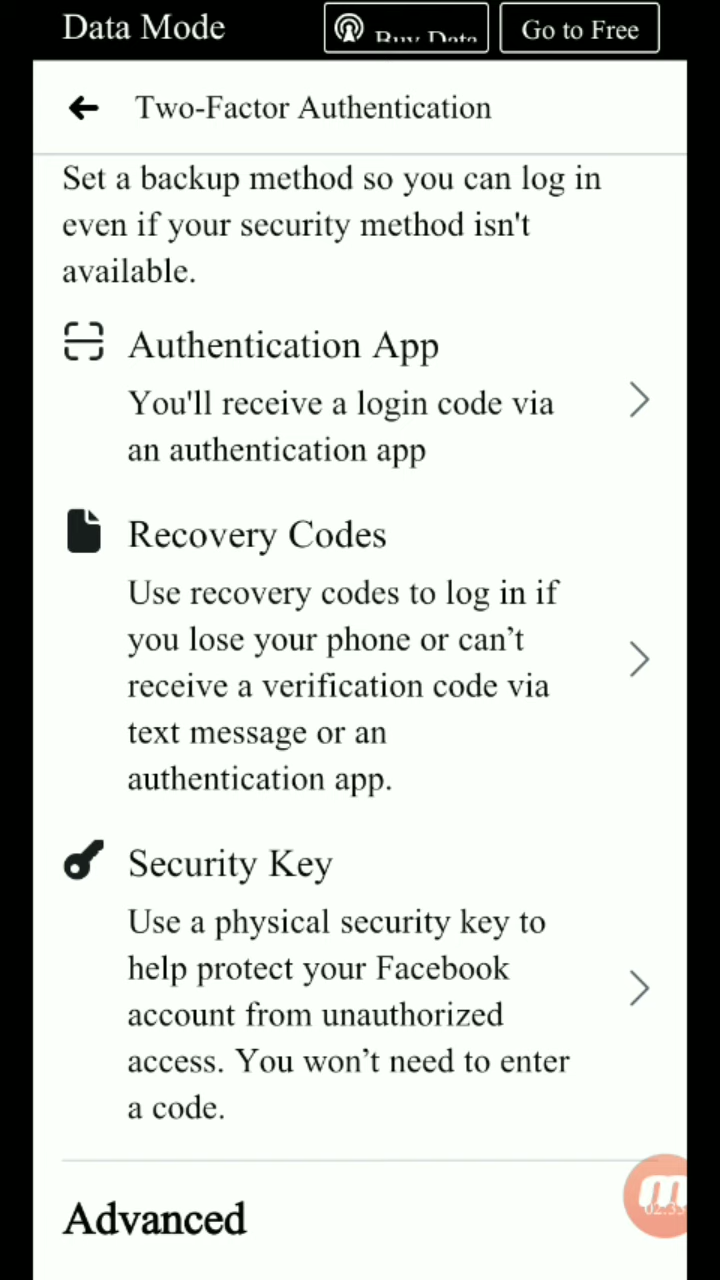 Data Mode
Buy Data
Go to Free
Two-Factor Authentication
Set a backup method so you can log in
even if your security method isn't
available.
Authentication App
You'll receive a login code via
an authentication app
Recovery Codes
Use recovery codes to log in if
you lose your phone or can’t
receive a verification code via
text message or an
authentication app.
Security Key
Use a physical security key to
help protect your Facebook
account from unauthorized
access. You won’t need to enter
a code.
Advanced